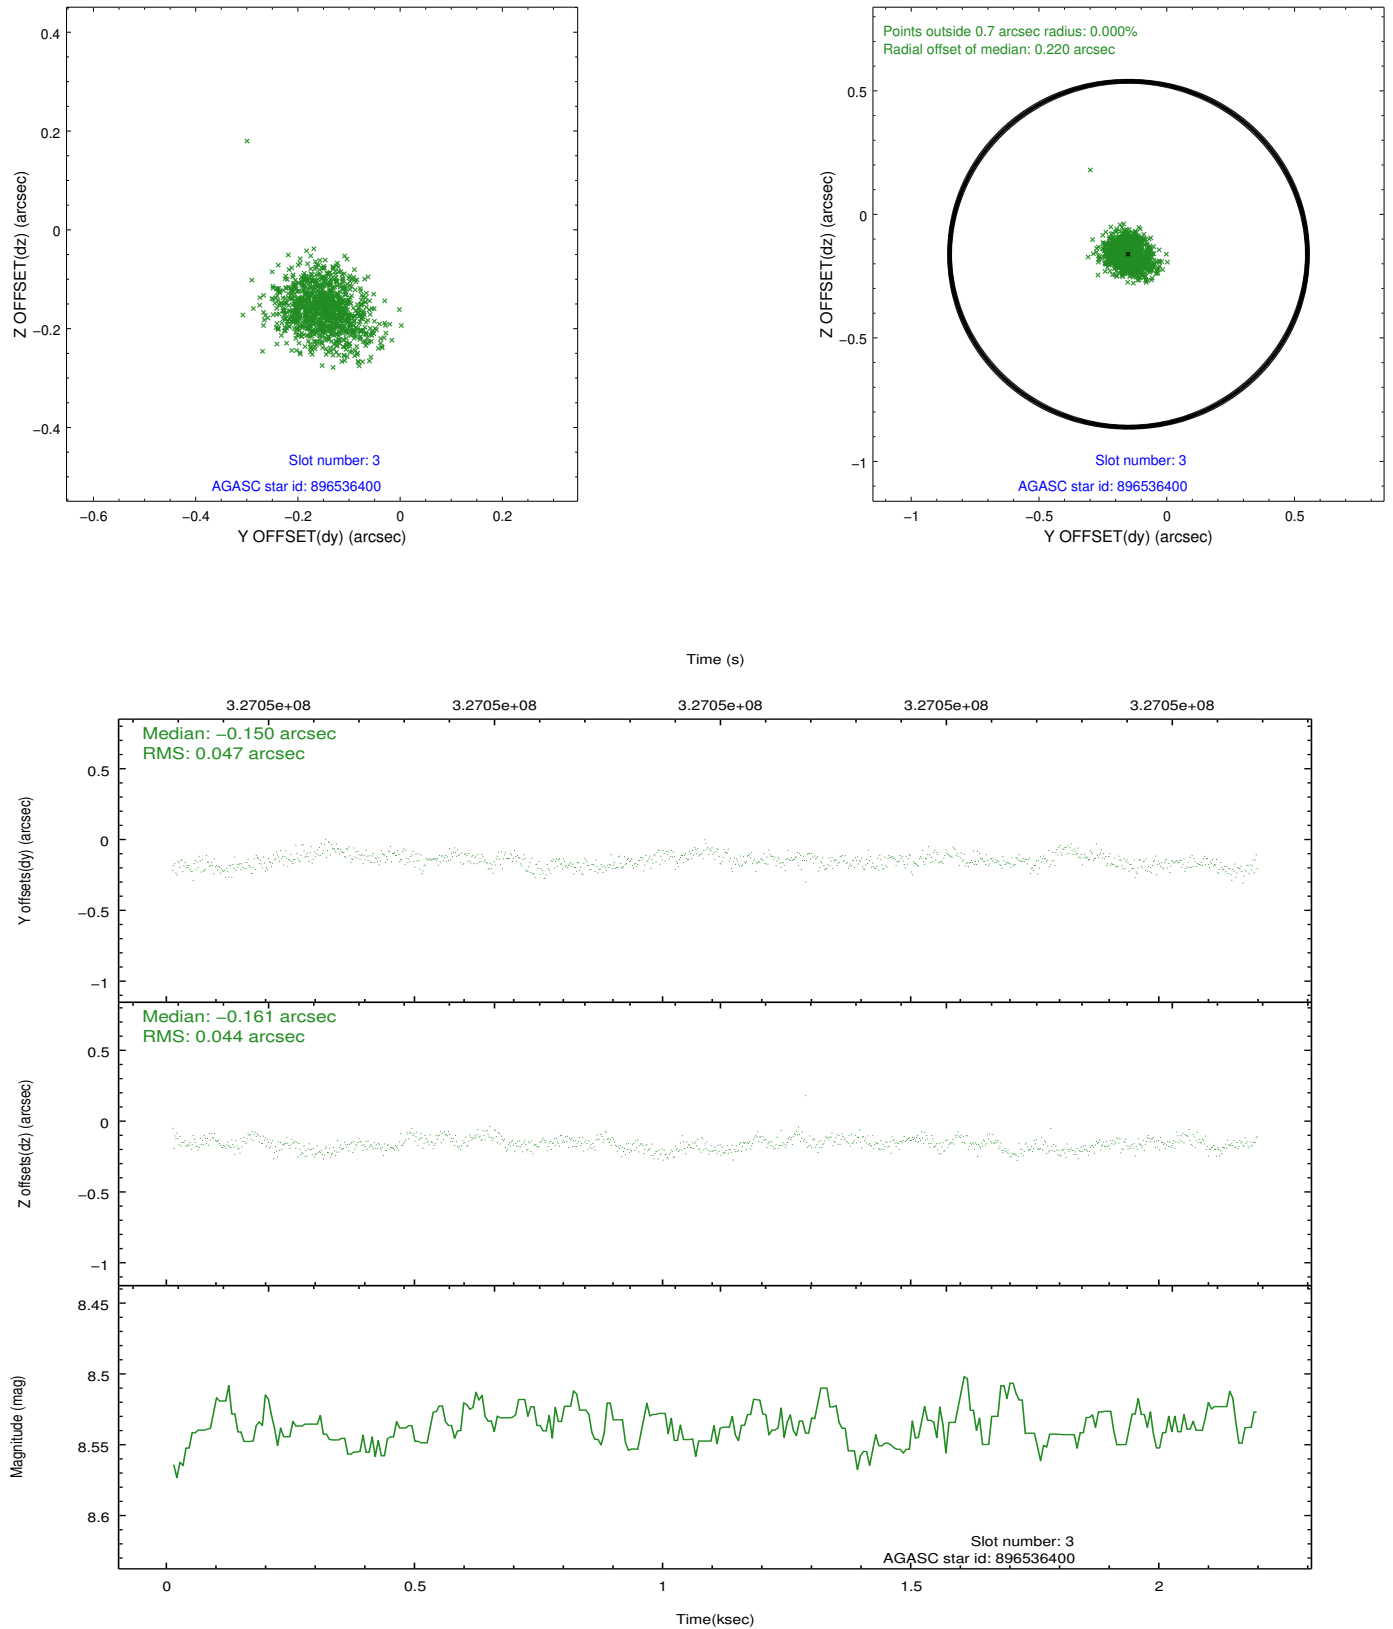 0.4
0.2
0
−0.2
−0.4
Z OFFSET(dz) (arcsec)
Slot number: 3
AGASC star id: 896536400
−0.6
−0.4
−0.2
0
0.2
Y OFFSET(dy) (arcsec)
Points outside 0.7 arcsec radius: 0.000%
Radial offset of median: 0.220 arcsec
0.5
0
−0.5
−1
Z OFFSET(dz) (arcsec)
Slot number: 3
AGASC star id: 896536400
−1
−0.5
0
0.5
Y OFFSET(dy) (arcsec)
Time (s)
3.2705e+08
3.2705e+08
3.2705e+08
3.2705e+08
3.2705e+08
Median: −0.150 arcsec
RMS: 0.047 arcsec
0.5
0
−0.5
−1
Y offsets(dy) (arcsec)
Median: −0.161 arcsec
RMS: 0.044 arcsec
0.5
0
−0.5
−1
Z offsets(dz) (arcsec)
8.45
8.5
8.55
8.6
Magnitude (mag)
Slot number: 3
AGASC star id: 896536400
0
0.5
1
1.5
2
Time(ksec)